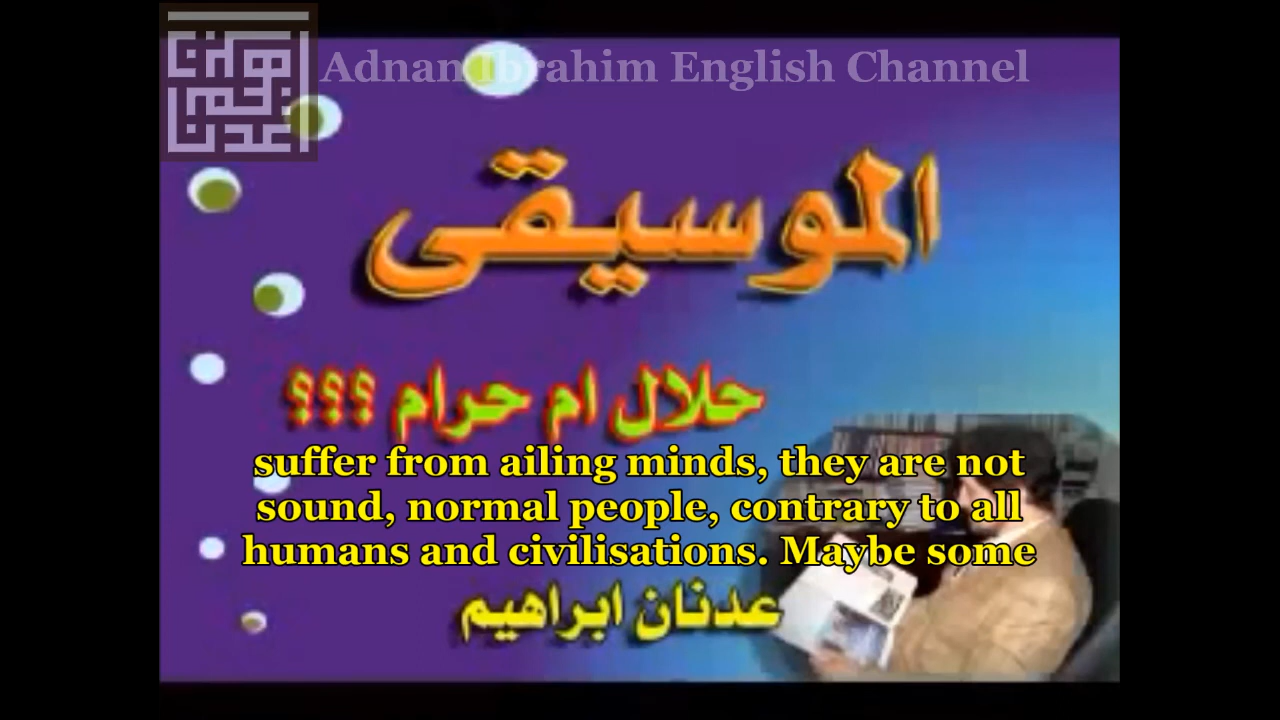 Adnan Ibrahim English Channel
الموسيقى
حلال ام حرام ؟؟؟
suffer from ailing minds, they are not
sound, normal people, contrary to all
humans and civilisations. Maybe some
عدنان ابراهيم